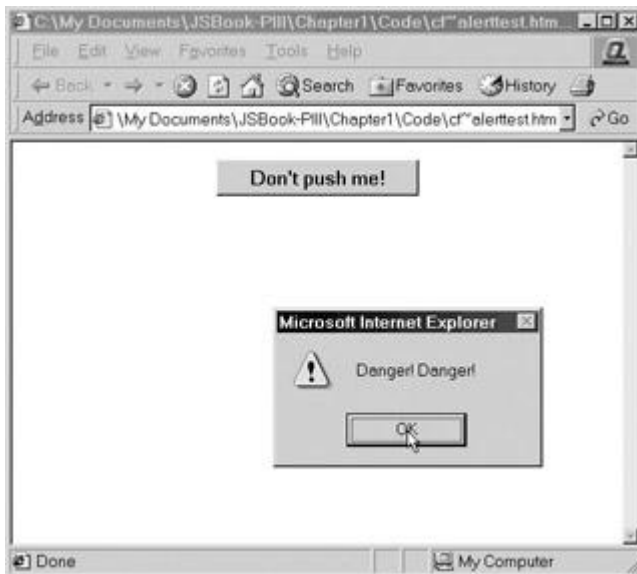 C:\My Documents\JSBook-PIII\Chapter1\Code\cf~alerttest.htm
File Edit View Favorites Tools Help
Back Search Favorites History
Address \My Documents\JSBook-PIII\Chapter1\Code\cf~alerttest.htm Go
Don't push me!
Microsoft Internet Explorer
Danger! Danger!
OK
Done My Computer